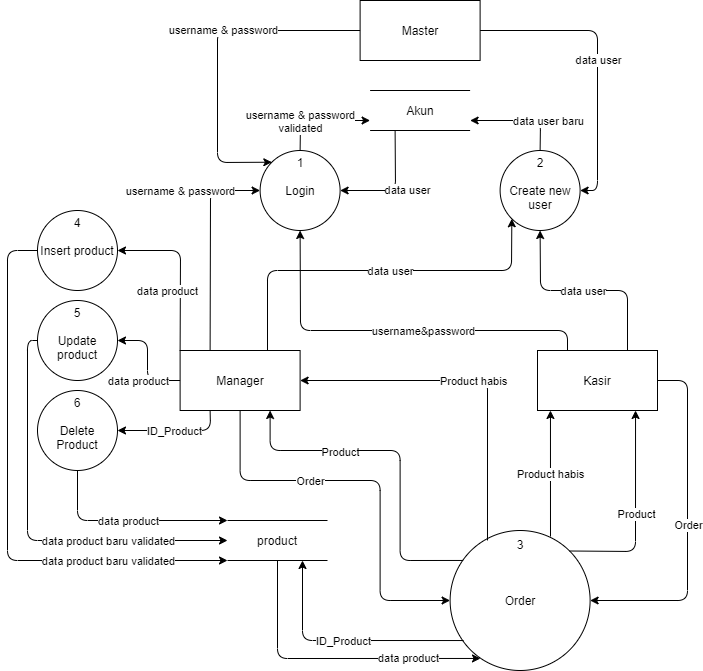 username & password
Master
data user
username & password
validated
Akun
data user baru
1
Login
2
Create new
user
username & password
data user
4
Insert product
data user
data product
data user
5
Update
product
username&password
data product
Manager
Product habis
Kasir
6
Delete
Product
ID_Product
Product
Product habis
Order
Product
Order
data product
data product baru validated
product
data product baru validated
3
Order
ID_Product
data product